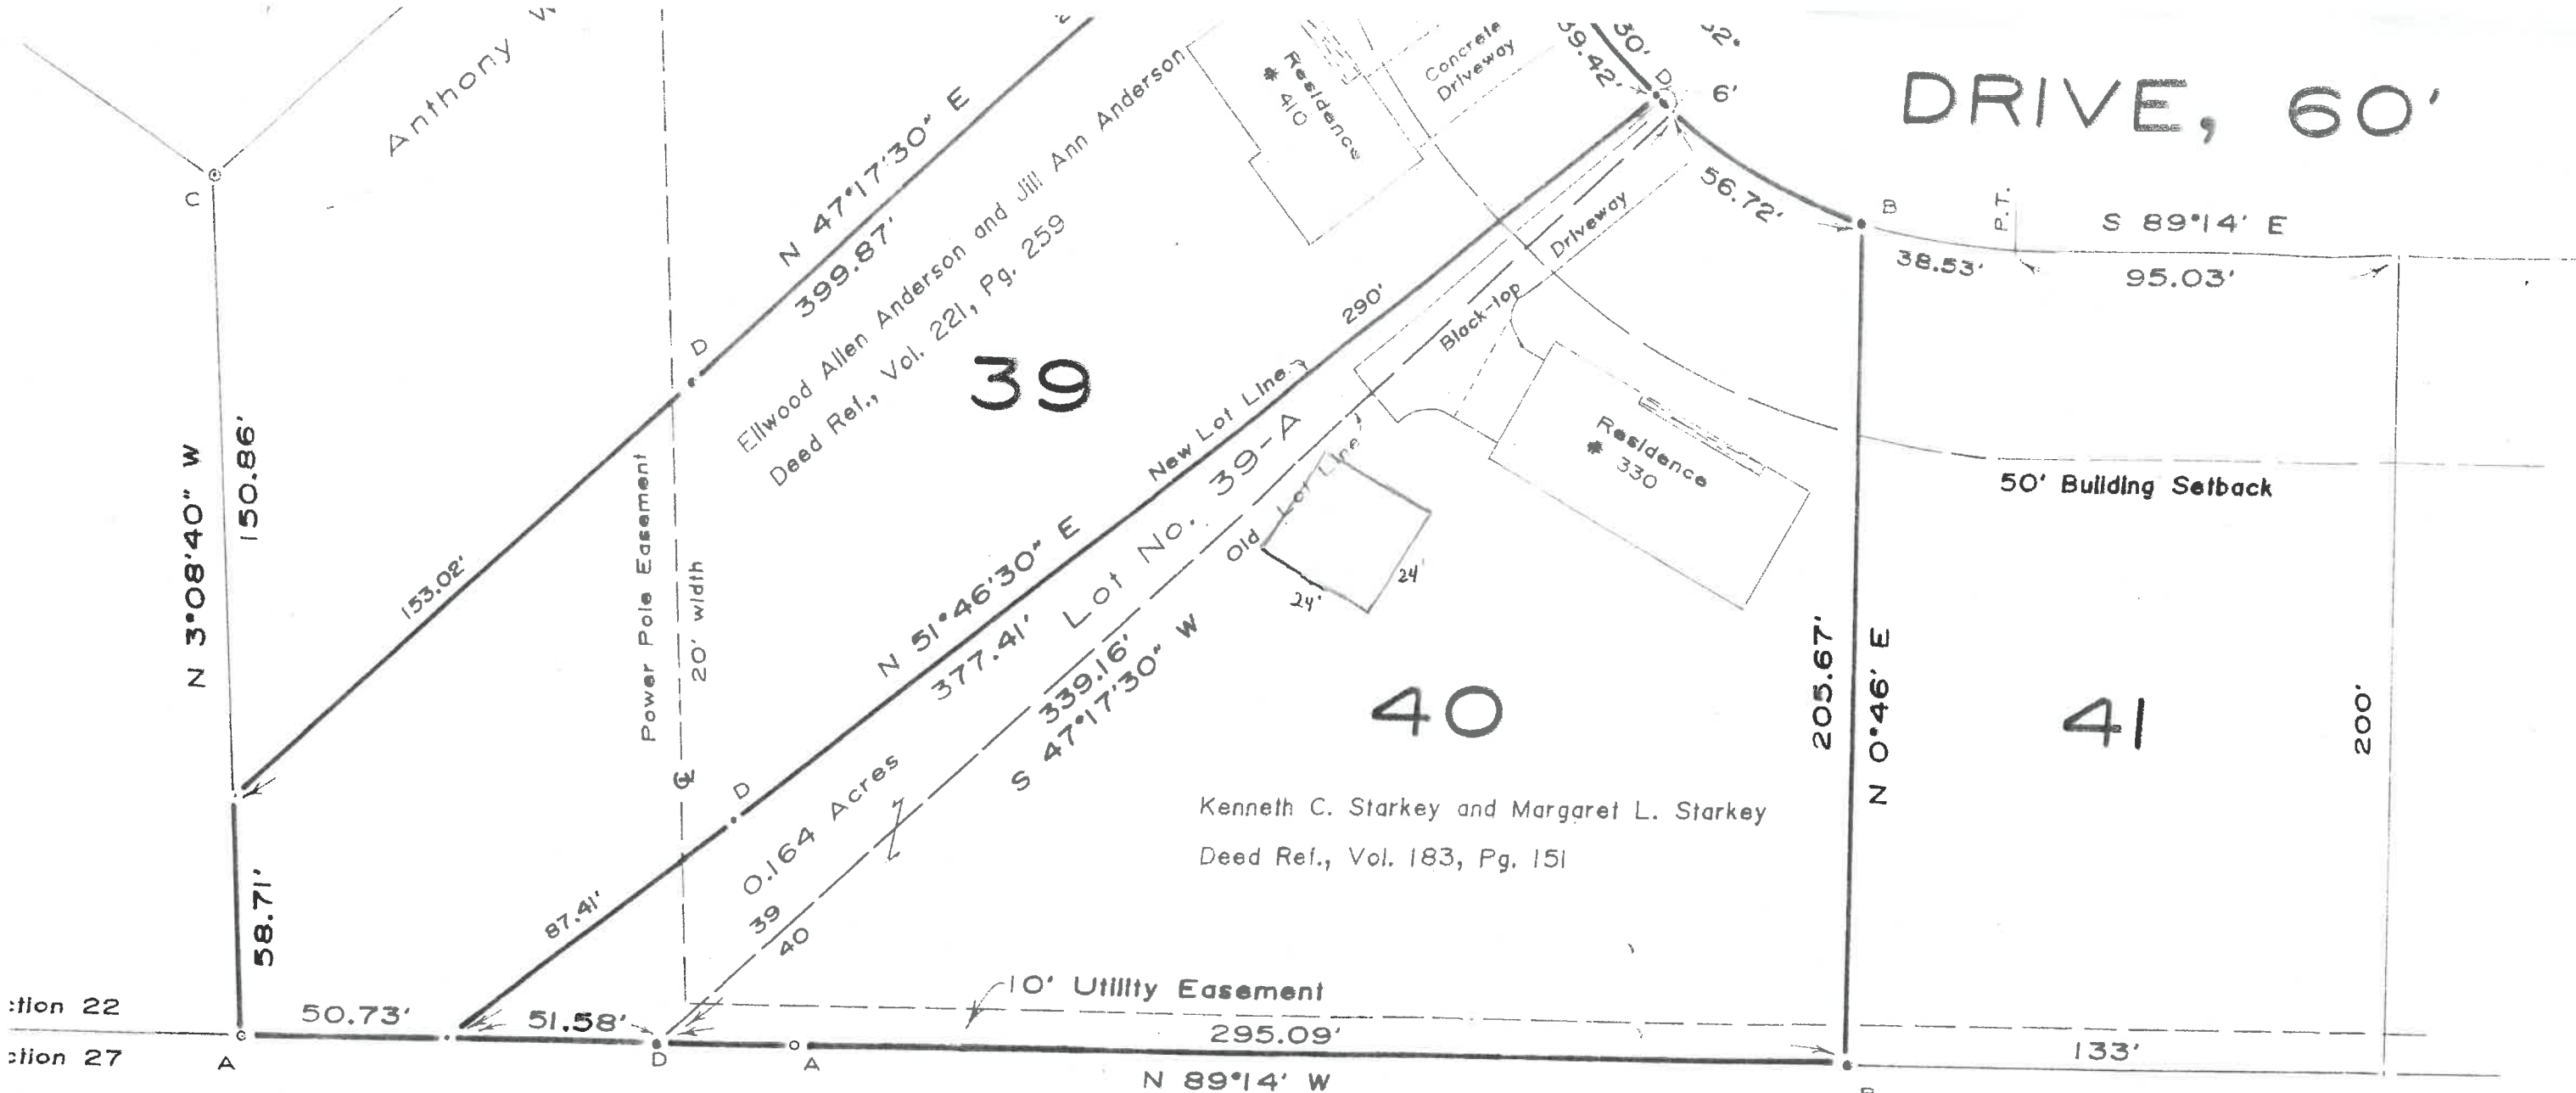 Anthony
DRIVE, 60'
Concrete
Driveway
Residence
# 410
30'
39.42'
D
6'
56.72'
B
P.T.
S 89°14' E
38.53'
95.03'
C
N 47°17'30" E
399.87'
Ellwood Allen Anderson and Jill Ann Anderson
Deed Ref., Vol. 221, Pg. 259
39
D
290'
Driveway
Black-top
New Lot Line
Old Lot Line
Residence
# 330
50' Building Setback
N 3°08'40" W
150.86'
153.02'
Power Pole Easement
20' width
N 51°46'30" E
377.41'
Lot No. 39-A
339.16'
S 47°17'30" W
24'
24'
40
205.67'
N 0°46' E
41
200'
Kenneth C. Starkey and Margaret L. Starkey
Deed Ref., Vol. 183, Pg. 151
D
0.164 Acres
87.41'
39
40
58.71'
10' Utility Easement
50.73'
51.58'
295.09'
133'
ction 22
ction 27
A
D
A
N 89°14' W